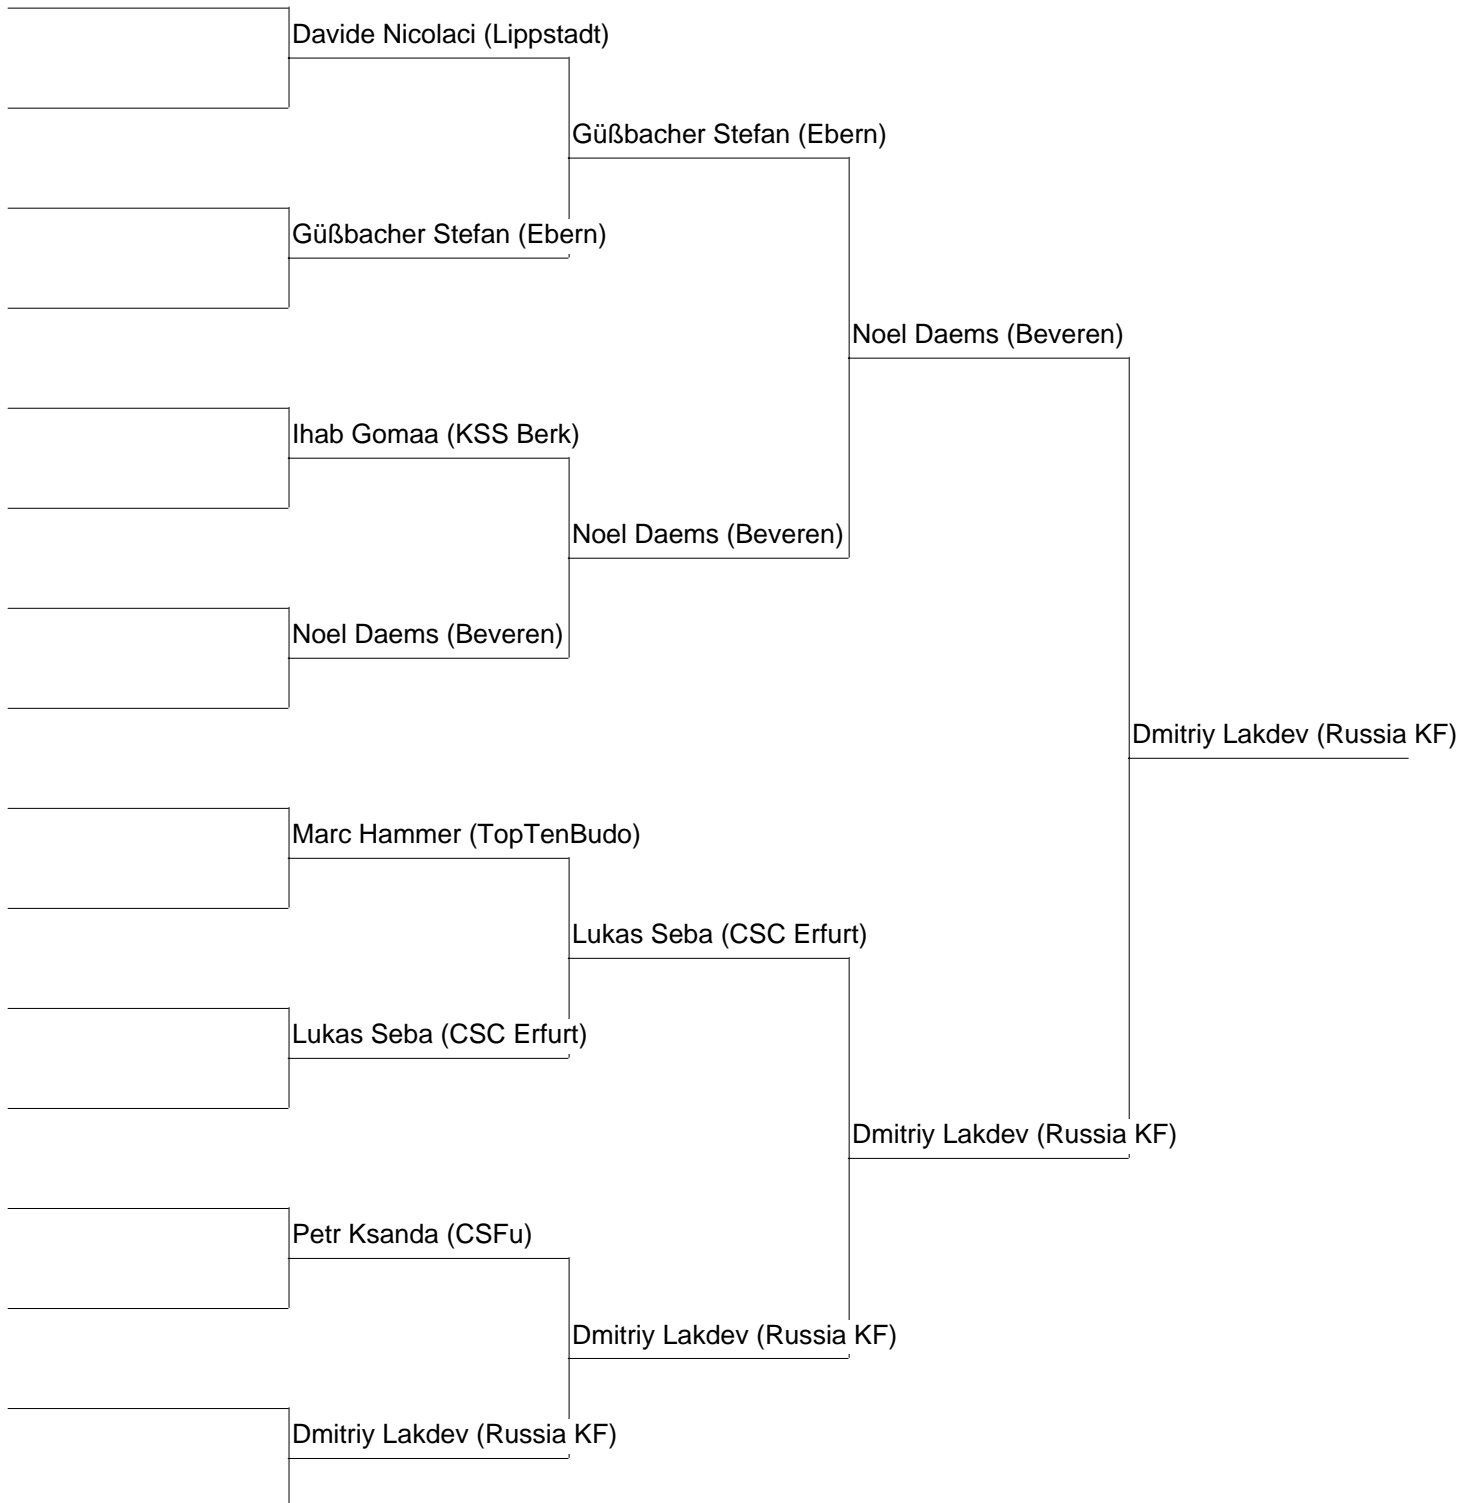 Davide Nicolaci (Lippstadt)
Güßbacher Stefan (Ebern)
Güßbacher Stefan (Ebern)
Noel Daems (Beveren)
Ihab Gomaa (KSS Berk)
Noel Daems (Beveren)
Noel Daems (Beveren)
Dmitriy Lakdev (Russia KF)
Marc Hammer (TopTenBudo)
Lukas Seba (CSC Erfurt)
Lukas Seba (CSC Erfurt)
Dmitriy Lakdev (Russia KF)
Petr Ksanda (CSFu)
Dmitriy Lakdev (Russia KF)
Dmitriy Lakdev (Russia KF)